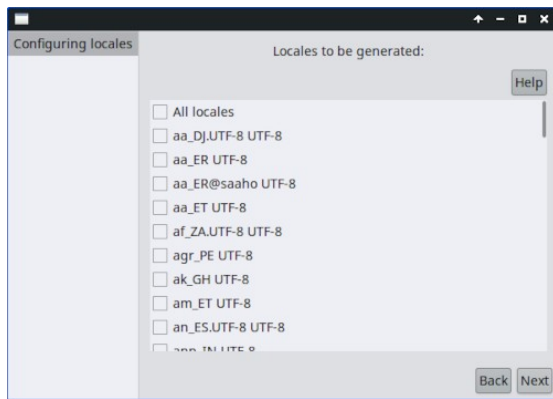 Configuring locales
Locales to be generated:
Help
All locales
aa_DJ.UTF-8 UTF-8
aa_ER UTF-8
aa_ER@saaho UTF-8
aa_ET UTF-8
af_ZA.UTF-8 UTF-8
agr_PE UTF-8
ak_GH UTF-8
am_ET UTF-8
an_ES.UTF-8 UTF-8
Back Next